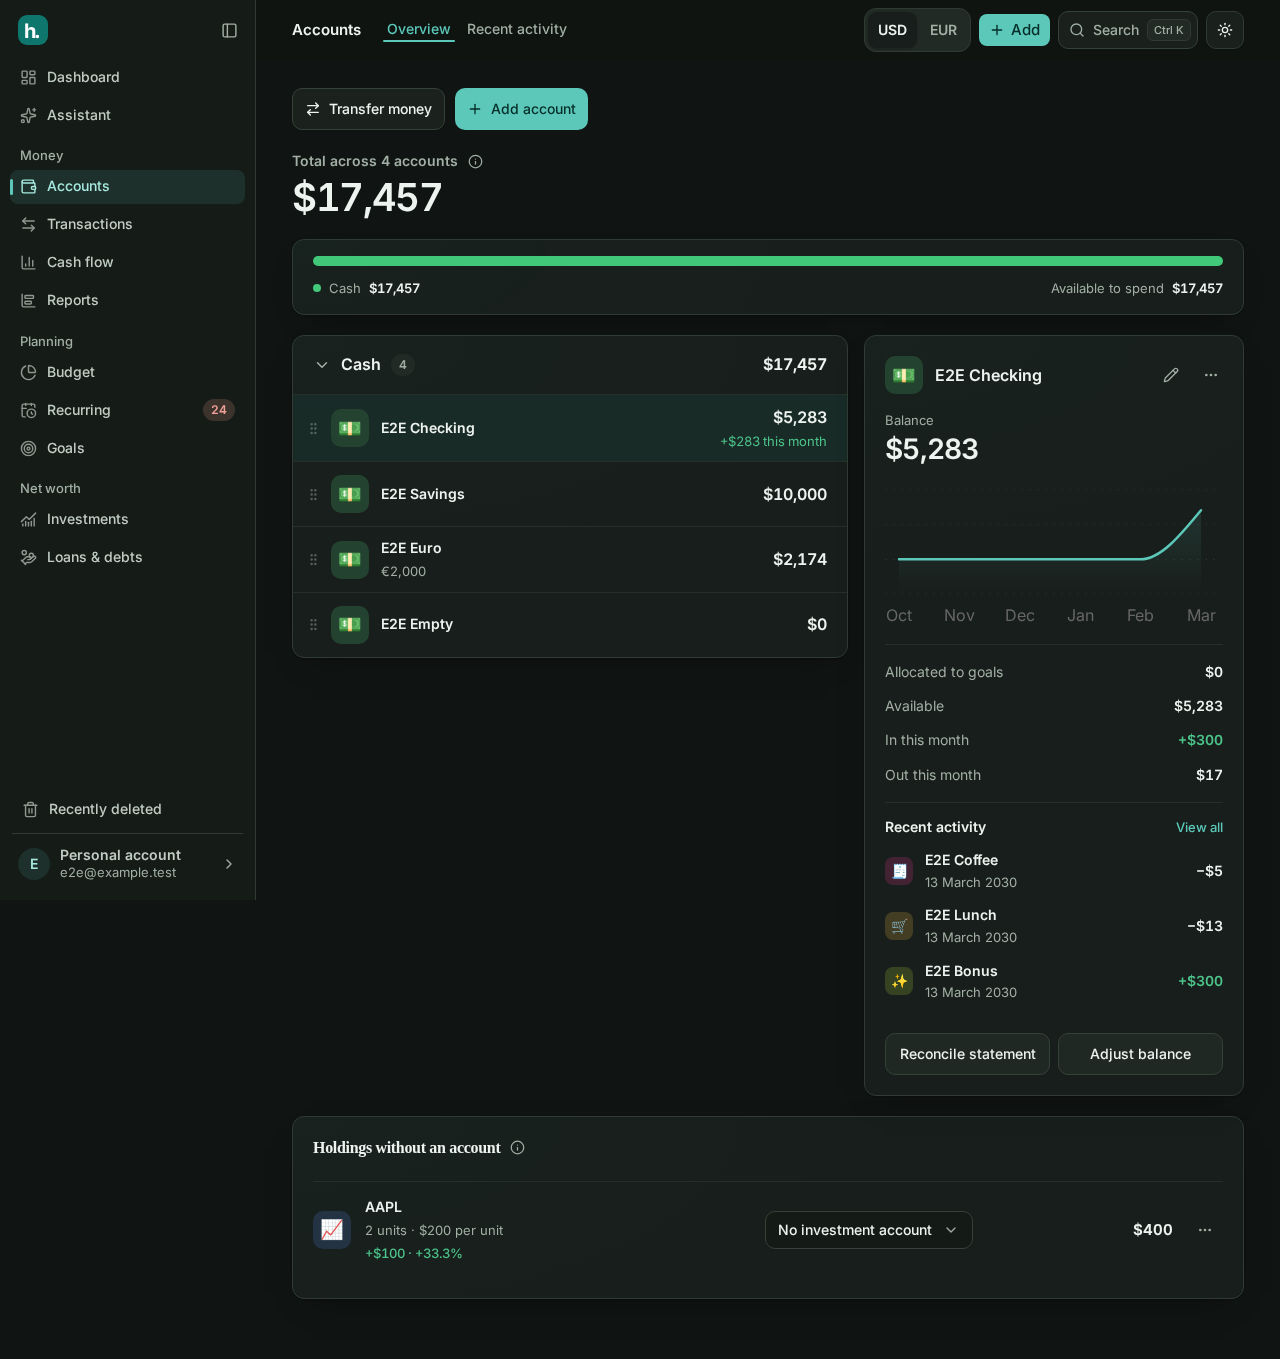 h.
Dashboard
Assistant
Money
Accounts
Transactions
Cash flow
Reports
Planning
Budget
Recurring 24
Goals
Net worth
Investments
Loans & debts
Recently deleted
E
Personal account
e2e@example.test
Accounts Overview Recent activity USD EUR Add Search Ctrl K
Transfer money Add account
Total across 4 accounts
$17,457
Cash $17,457 Available to spend $17,457
Cash 4 $17,457
E2E Checking $5,283
+$283 this month
E2E Savings $10,000
E2E Euro
€2,000 $2,174
E2E Empty $0
E2E Checking
Balance
$5,283
Oct Nov Dec Jan Feb Mar
Allocated to goals $0
Available $5,283
In this month +$300
Out this month $17
Recent activity View all
E2E Coffee
13 March 2030 −$5
E2E Lunch
13 March 2030 −$13
E2E Bonus
13 March 2030 +$300
Reconcile statement Adjust balance
Holdings without an account
AAPL
2 units · $200 per unit No investment account $400
+$100 · +33.3%